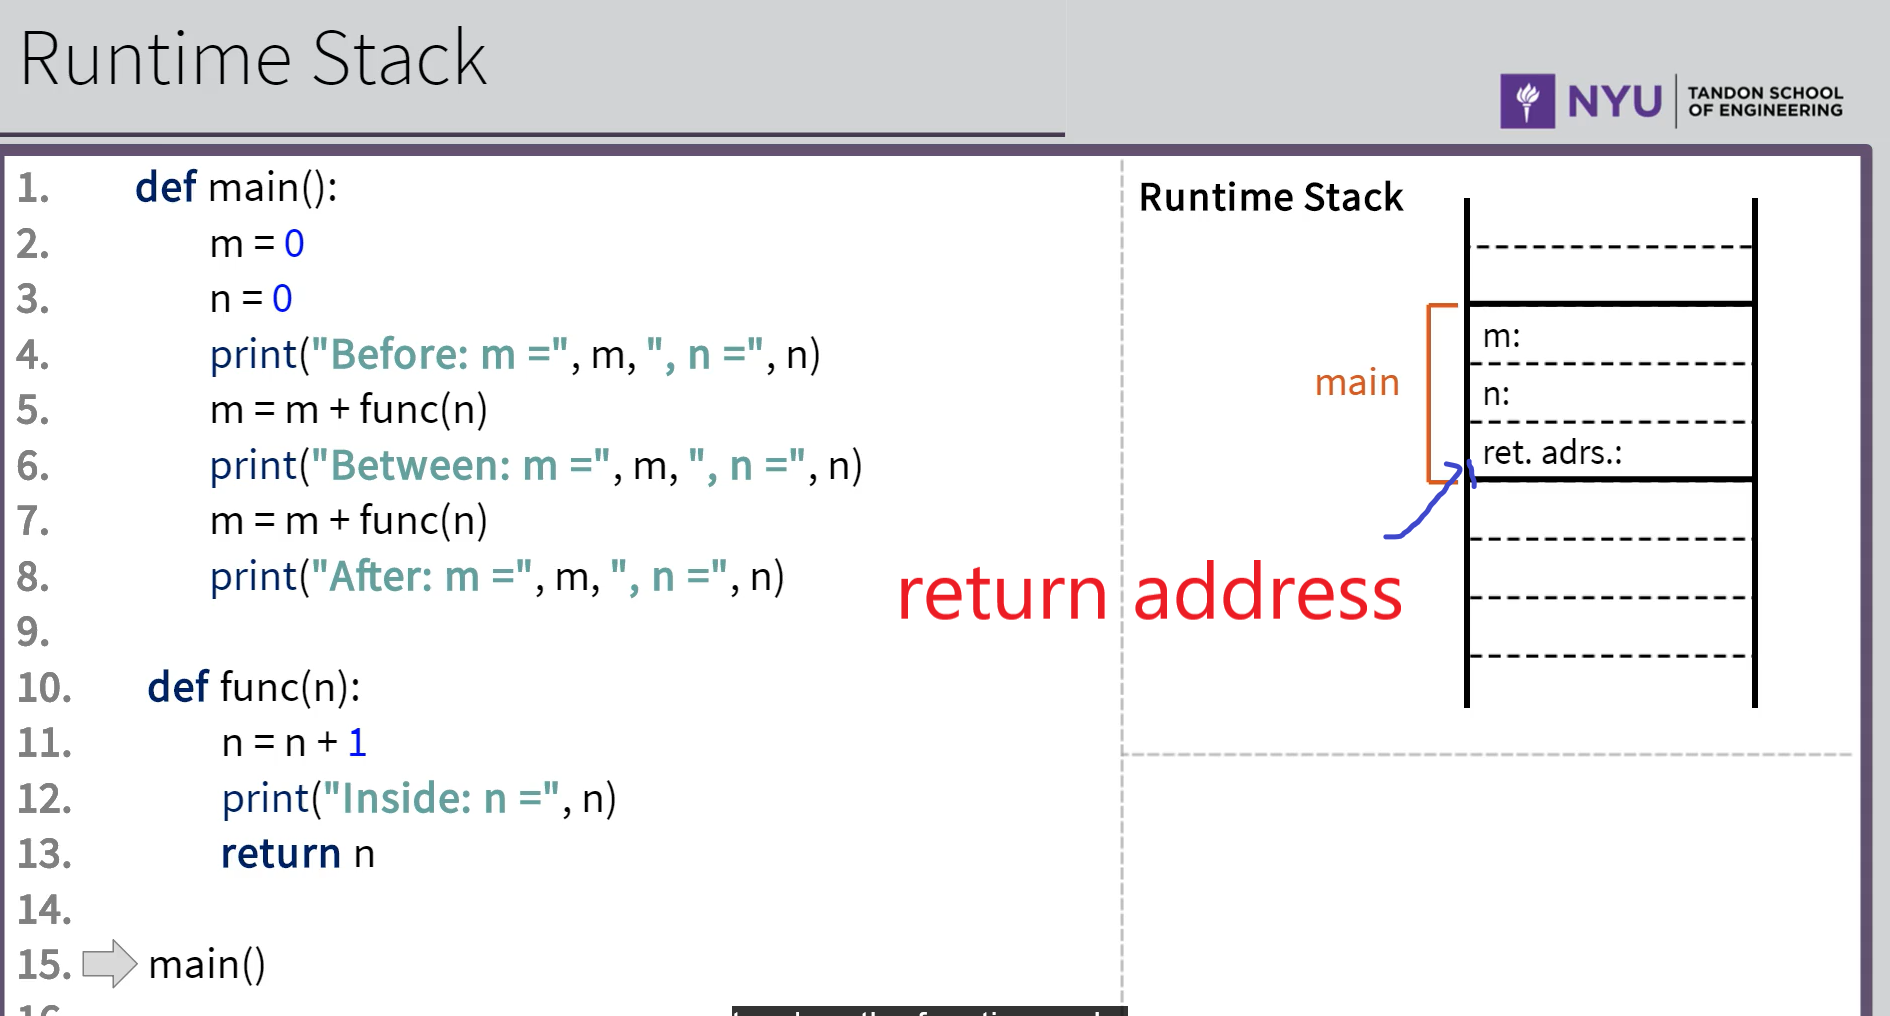 Runtime Stack
NYU
TANDON SCHOOL
OF ENGINEERING
1. def main():
2. m = 0
3. n = 0
4. print("Before: m =", m, ", n =", n)
5. m = m + func(n)
6. print("Between: m =", m, ", n =", n)
7. m = m + func(n)
8. print("After: m =", m, ", n =", n)
9.
10. def func(n):
11. n = n + 1
12. print("Inside: n =", n)
13. return n
14.
15. main()
Runtime Stack
main
m:
n:
ret. adrs.:
return address